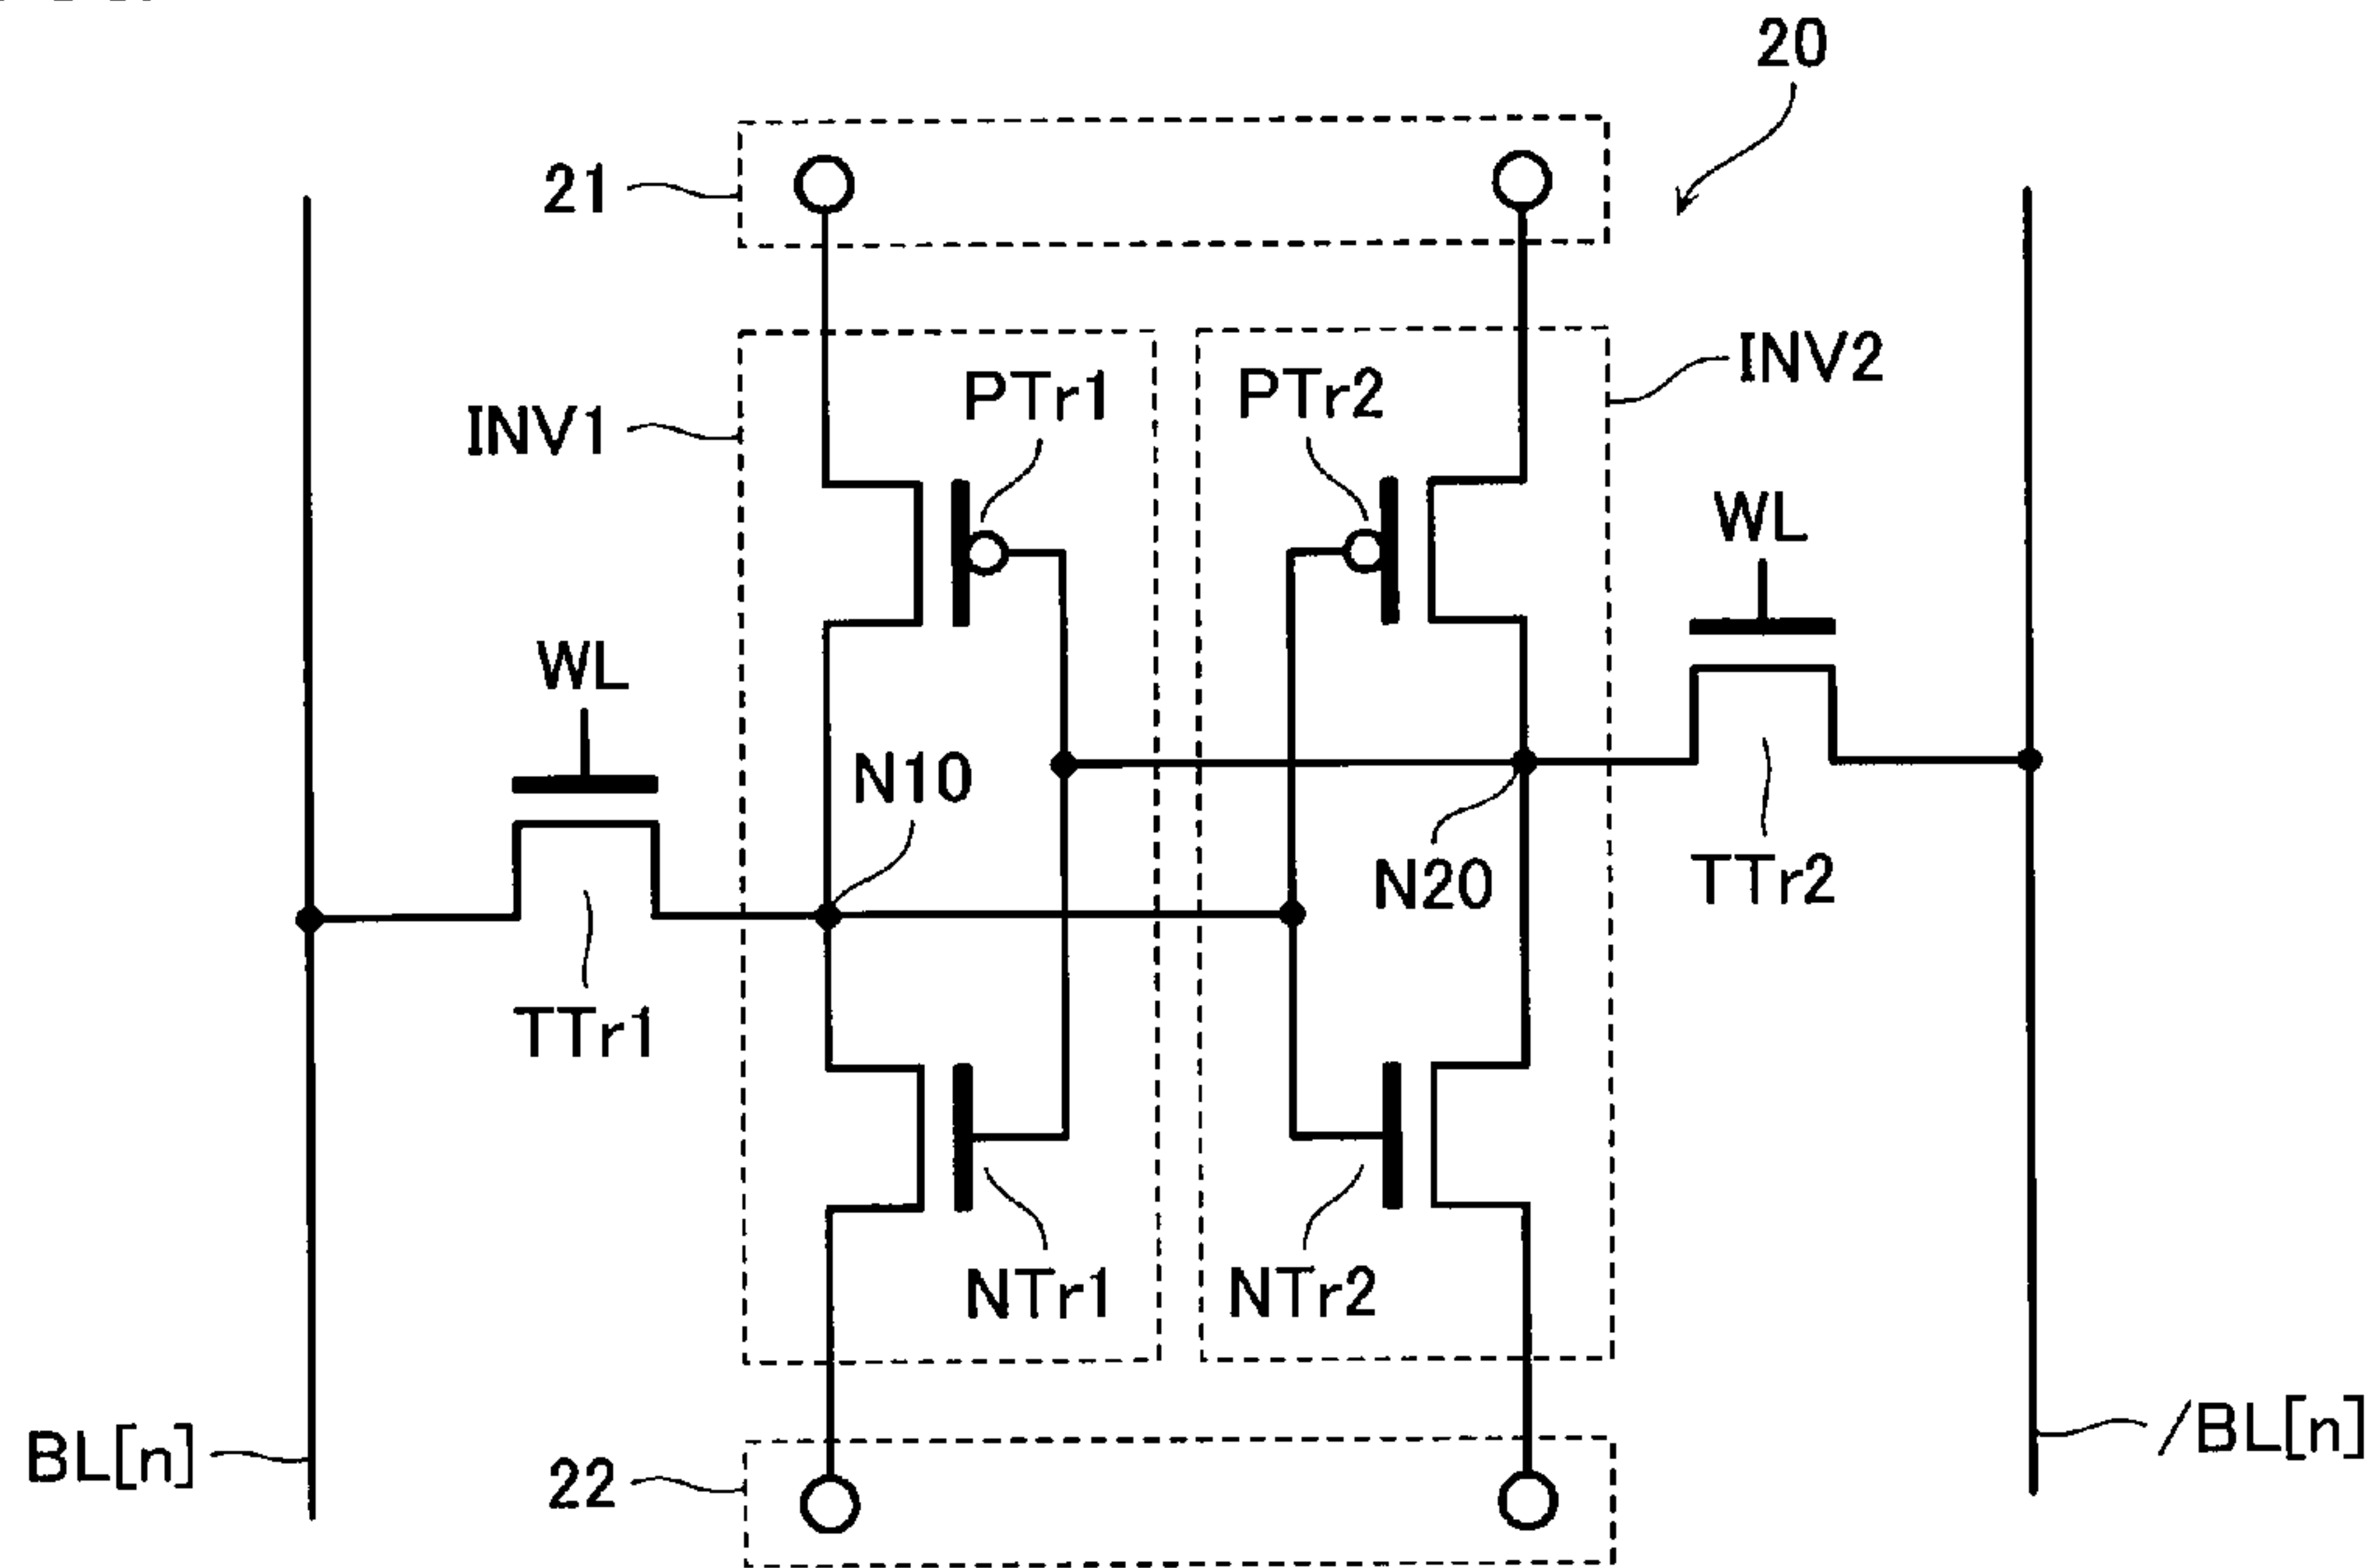 20
21
INV2
PTr1
PTr2
INV1
WL
WL
N10
N20
TTr2
TTr1
NTr1
NTr2
BL[n]
/BL[n]
22